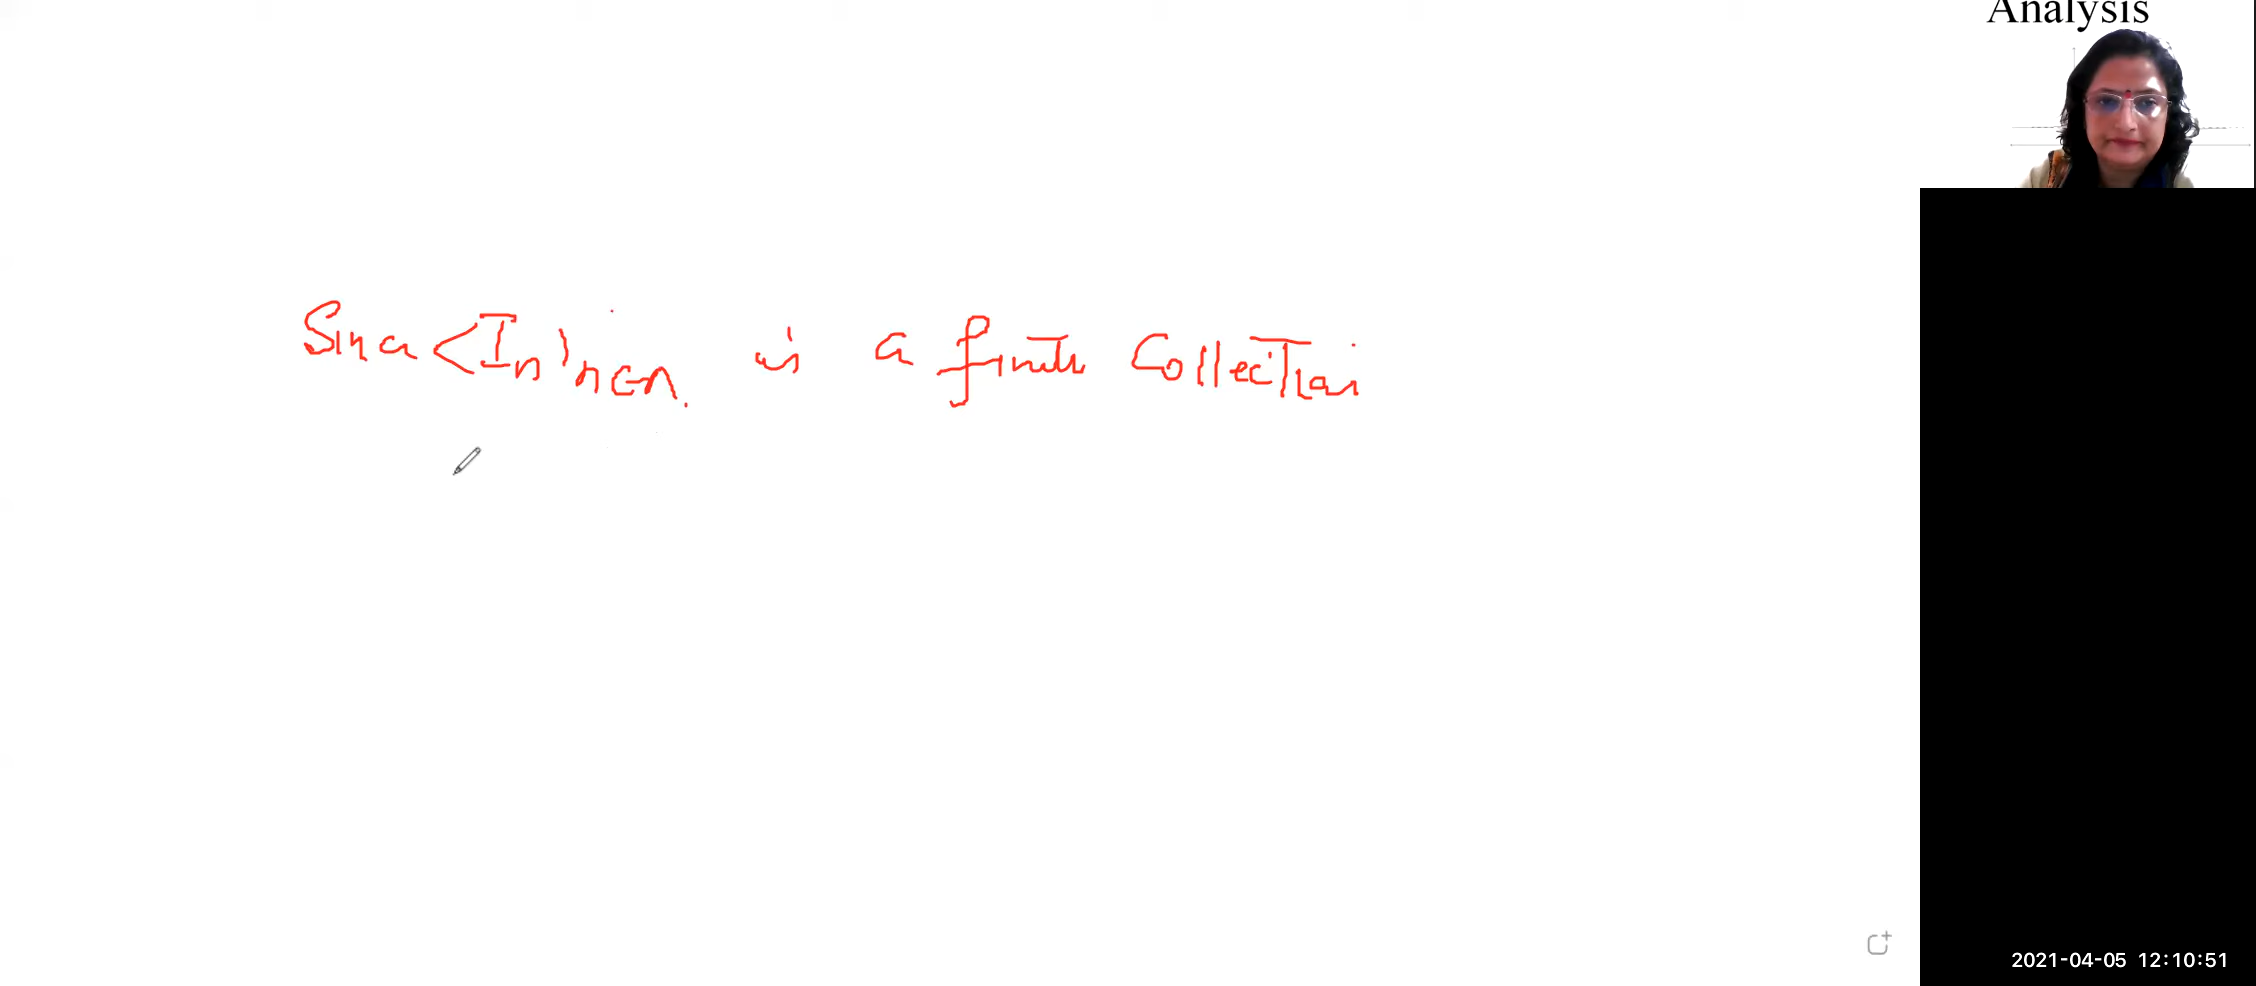 Analysis
Since <In>n∈n. is a finite Collection
2021-04-05 12:10:51